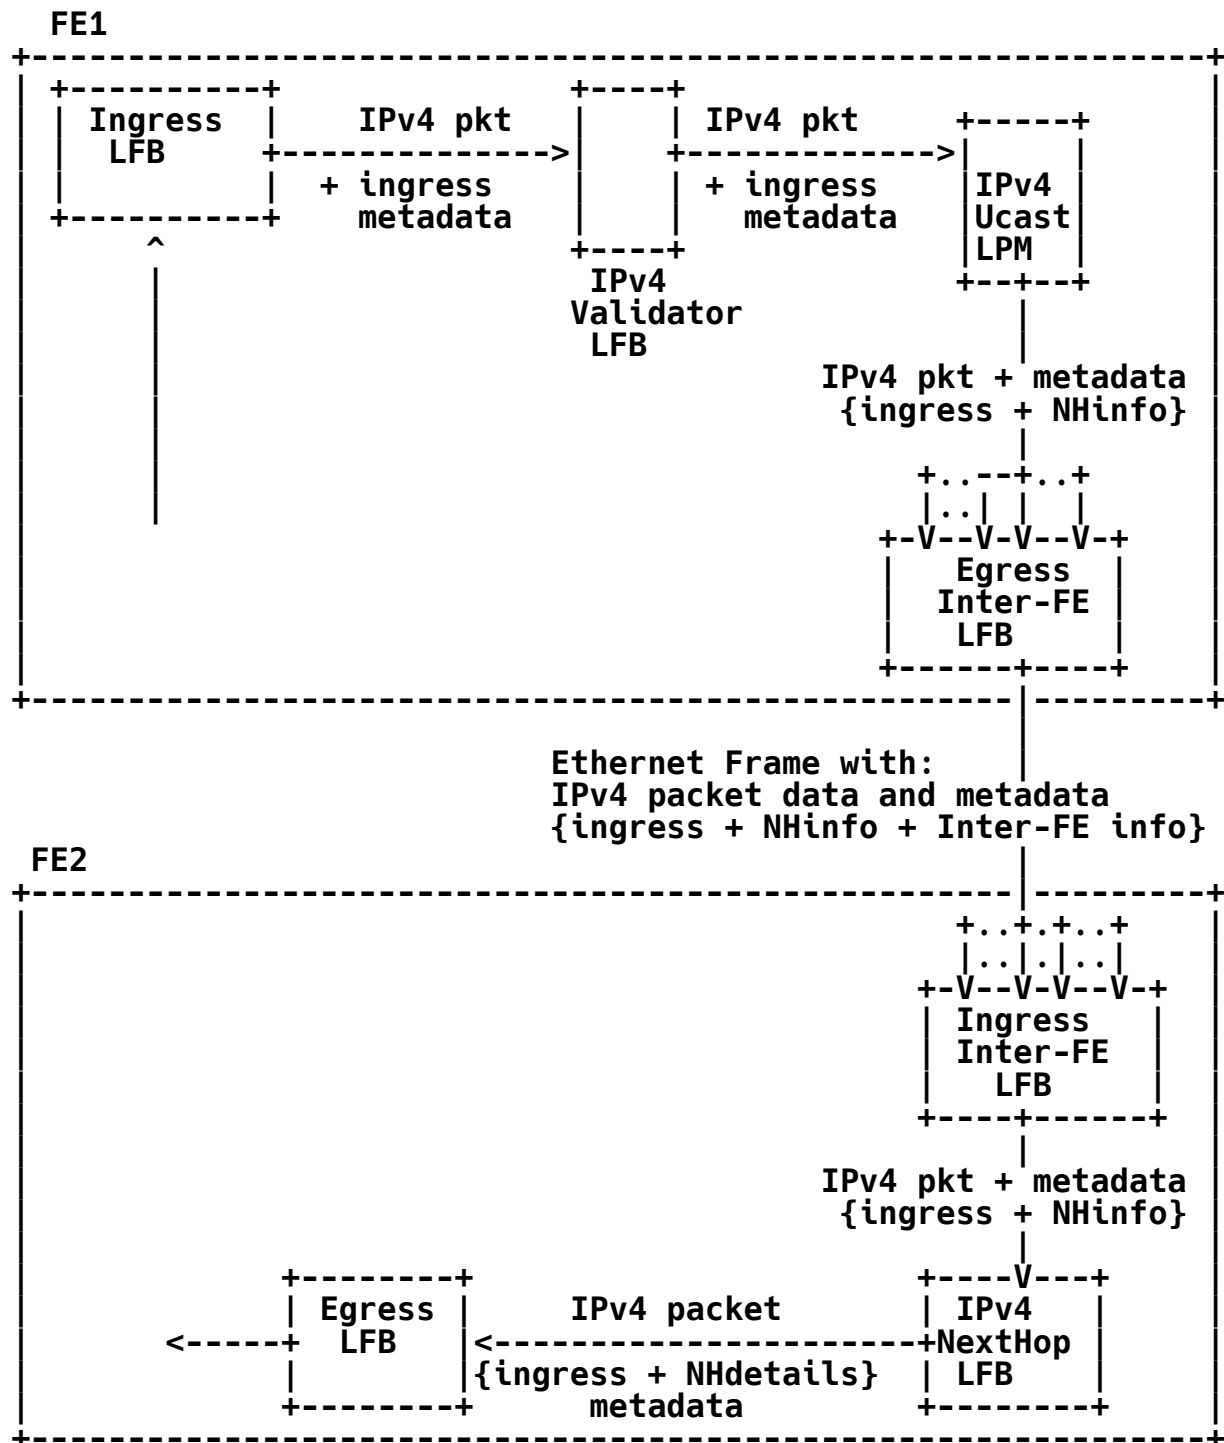 FE1
Ingress IPv4 pkt IPv4 pkt
LFB
+ ingress + ingress IPv4
metadata metadata Ucast
LPM
IPv4
Validator
LFB
IPv4 pkt + metadata
{ingress + NHinfo}
Egress
Inter-FE
LFB
Ethernet Frame with:
IPv4 packet data and metadata
{ingress + NHinfo + Inter-FE info}
FE2
Ingress
Inter-FE
LFB
IPv4 pkt + metadata
{ingress + NHinfo}
Egress IPv4 packet IPv4
LFB NextHop
{ingress + NHdetails} LFB
metadata